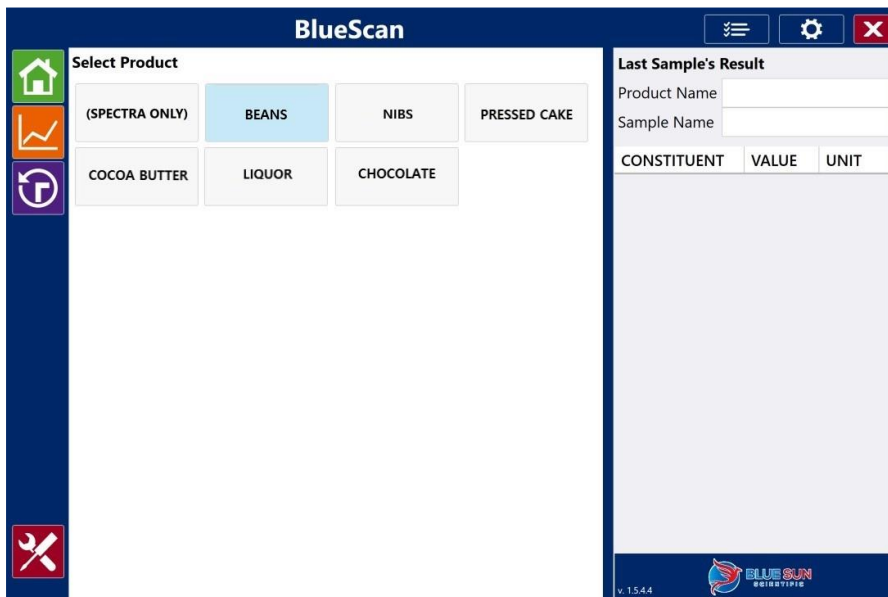 BlueScan
Select Product
(SPECTRA ONLY) BEANS NIBS PRESSED CAKE
COCOA BUTTER LIQUOR CHOCOLATE
Last Sample's Result
Product Name
Sample Name
CONSTITUENT VALUE UNIT
v. 1.5.4.4
BLUE SUN
SCIENTIFIC